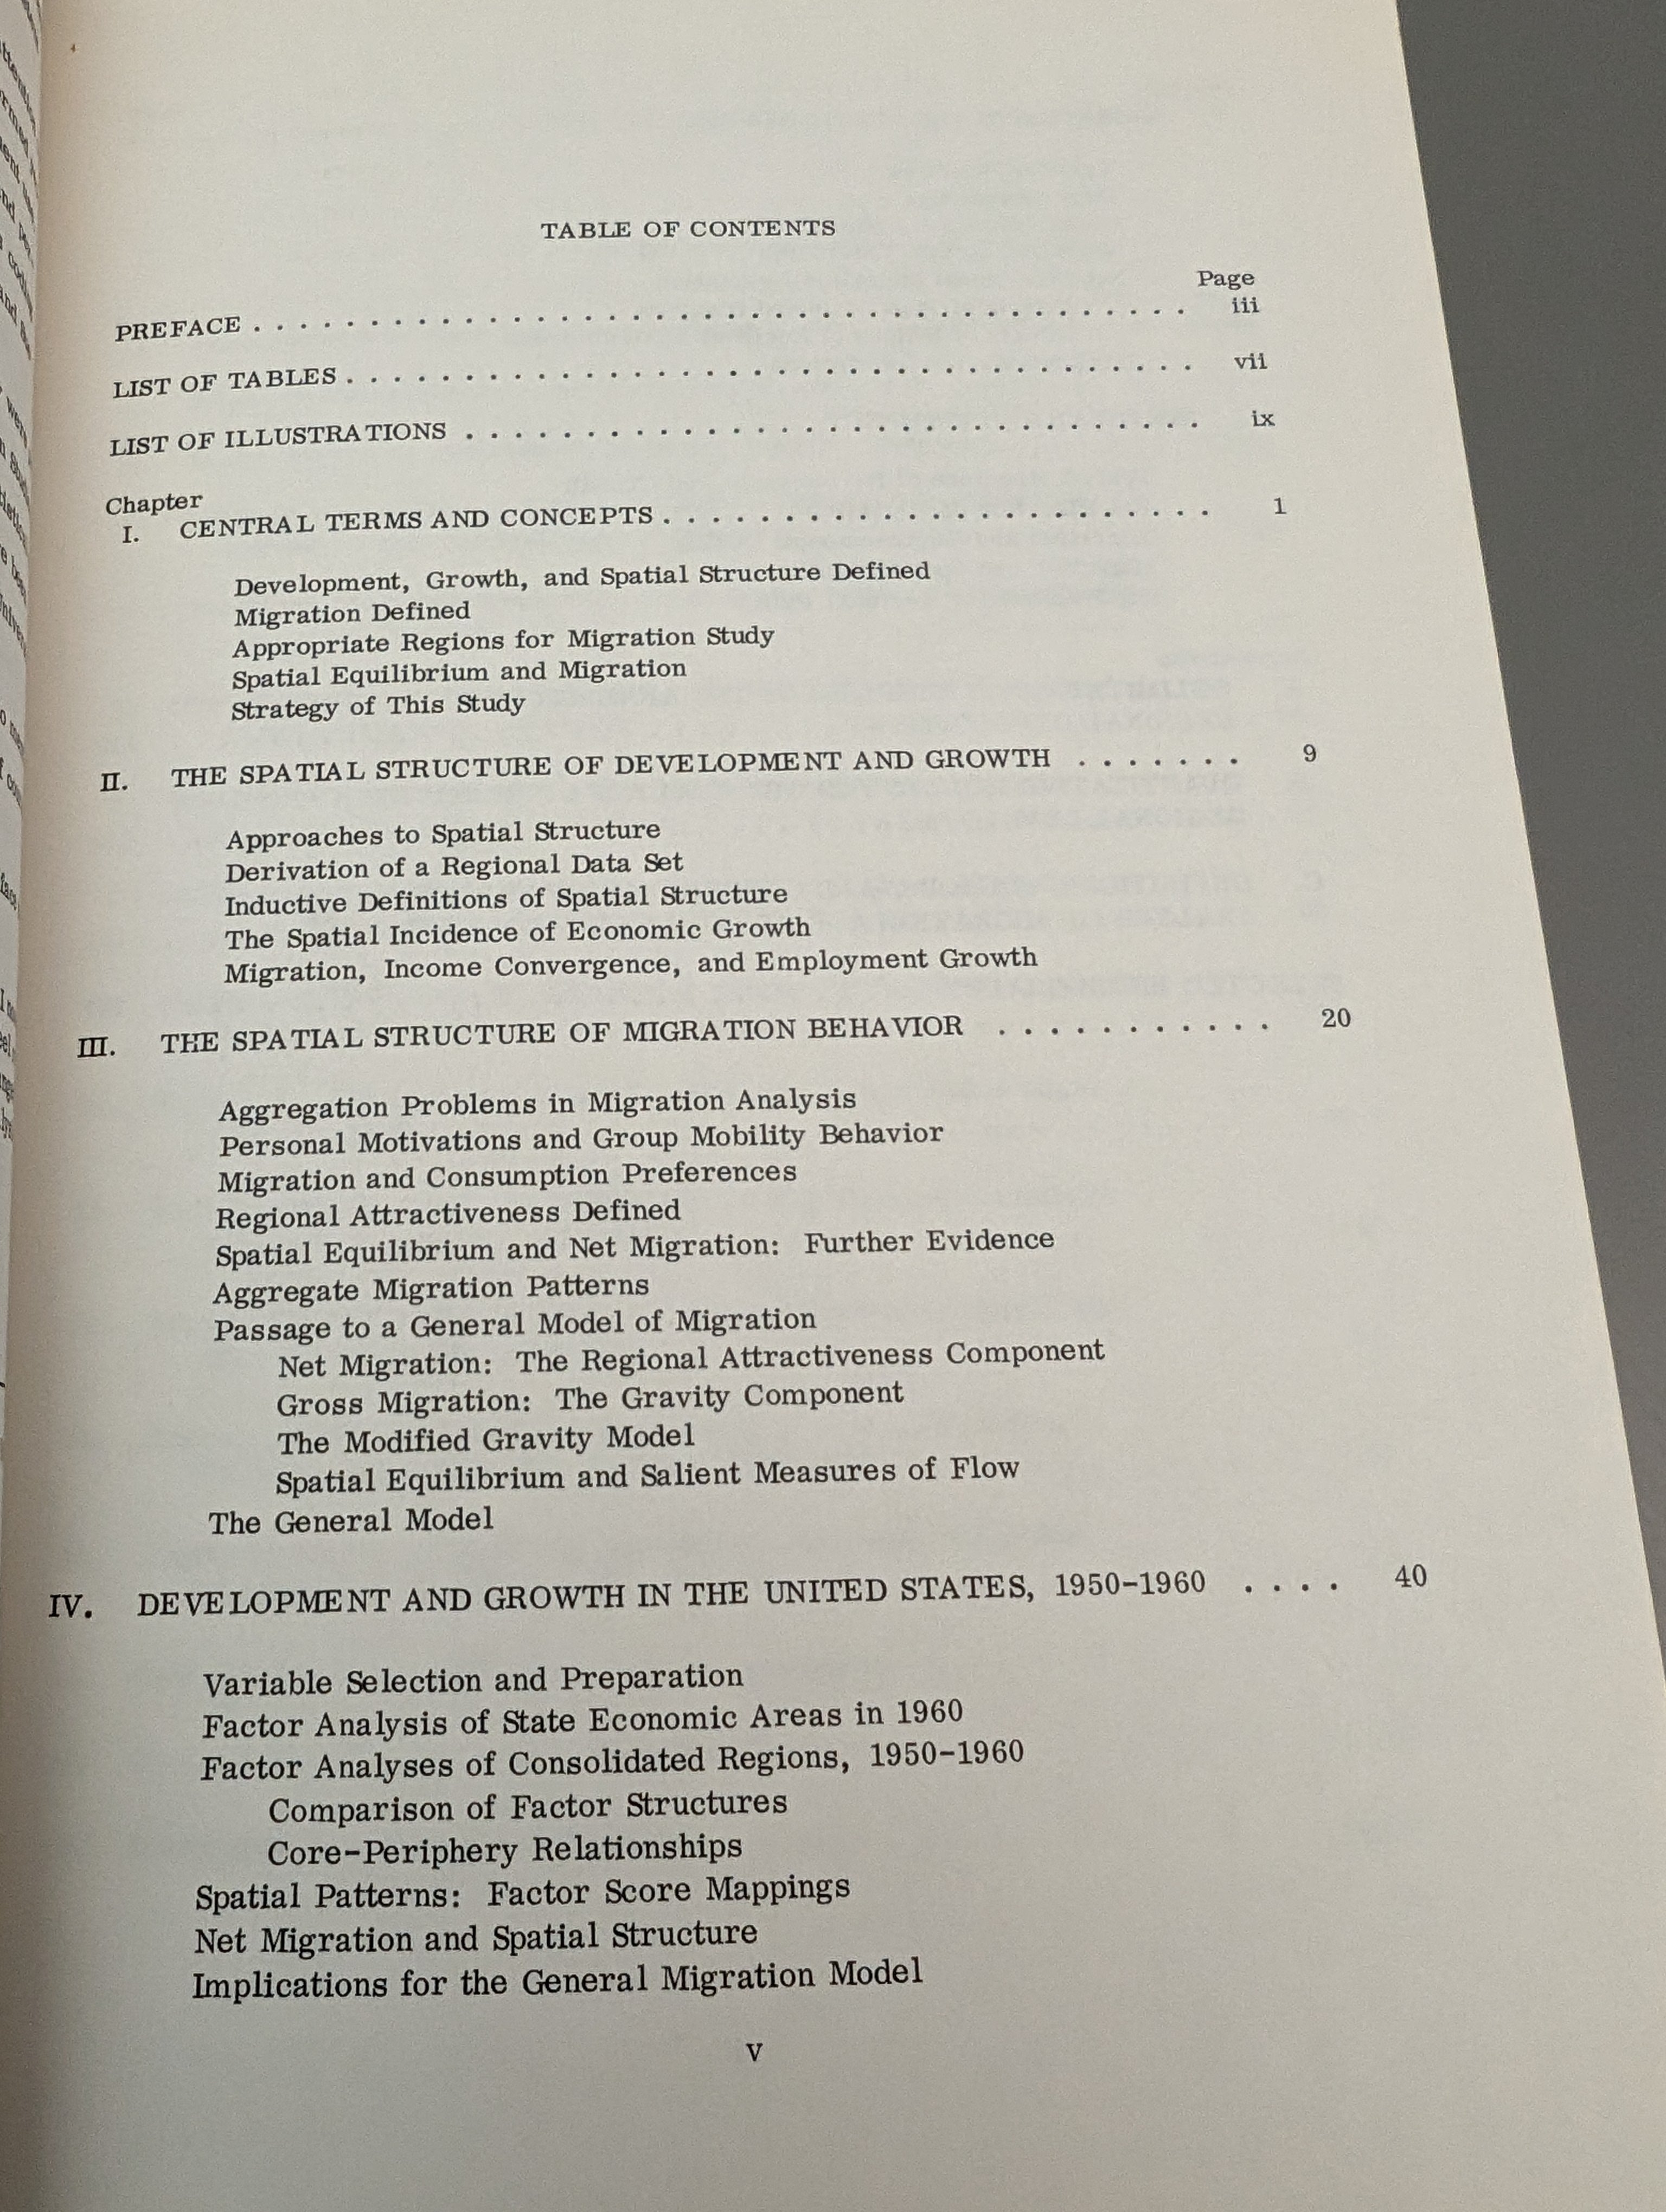 TABLE OF CONTENTS
Page
PREFACE . . . . . . . . . . . . . . . . . . . . . . . . . . . . . . . . . . . . . . . iii
LIST OF TABLES . . . . . . . . . . . . . . . . . . . . . . . . . . . . . . . . . . . vii
LIST OF ILLUSTRATIONS . . . . . . . . . . . . . . . . . . . . . . . . . . . . . . . ix
Chapter
I. CENTRAL TERMS AND CONCEPTS . . . . . . . . . . . . . . . . . . . . . . . 1
Development, Growth, and Spatial Structure Defined
Migration Defined
Appropriate Regions for Migration Study
Spatial Equilibrium and Migration
Strategy of This Study
II. THE SPATIAL STRUCTURE OF DEVELOPMENT AND GROWTH . . . . . . . 9
Approaches to Spatial Structure
Derivation of a Regional Data Set
Inductive Definitions of Spatial Structure
The Spatial Incidence of Economic Growth
Migration, Income Convergence, and Employment Growth
III. THE SPATIAL STRUCTURE OF MIGRATION BEHAVIOR . . . . . . . . . . . 20
Aggregation Problems in Migration Analysis
Personal Motivations and Group Mobility Behavior
Migration and Consumption Preferences
Regional Attractiveness Defined
Spatial Equilibrium and Net Migration: Further Evidence
Aggregate Migration Patterns
Passage to a General Model of Migration
Net Migration: The Regional Attractiveness Component
Gross Migration: The Gravity Component
The Modified Gravity Model
Spatial Equilibrium and Salient Measures of Flow
The General Model
IV. DEVELOPMENT AND GROWTH IN THE UNITED STATES, 1950-1960 . . . . 40
Variable Selection and Preparation
Factor Analysis of State Economic Areas in 1960
Factor Analyses of Consolidated Regions, 1950-1960
Comparison of Factor Structures
Core-Periphery Relationships
Spatial Patterns: Factor Score Mappings
Net Migration and Spatial Structure
Implications for the General Migration Model
v